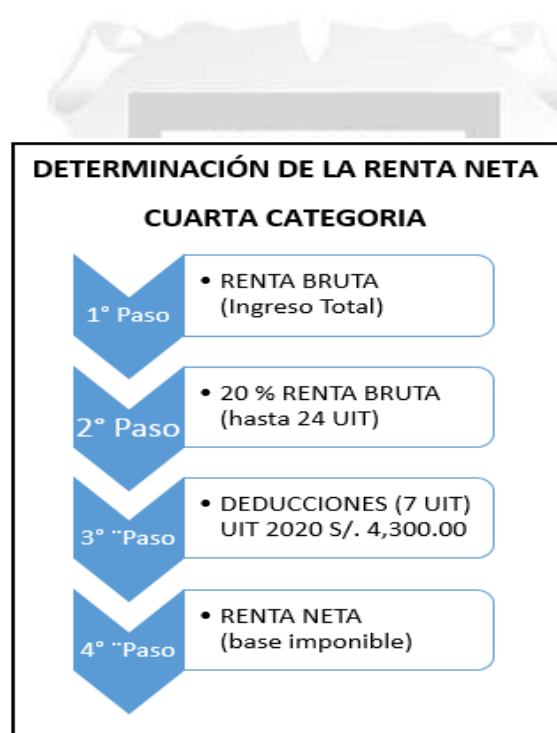 DETERMINACIÓN DE LA RENTA NETA
CUARTA CATEGORIA
1° Paso
• RENTA BRUTA
(Ingreso Total)
2° Paso
• 20 % RENTA BRUTA
(hasta 24 UIT)
3° ¨Paso
• DEDUCCIONES (7 UIT)
UIT 2020 S/. 4,300.00
4° ¨Paso
• RENTA NETA
(base imponible)